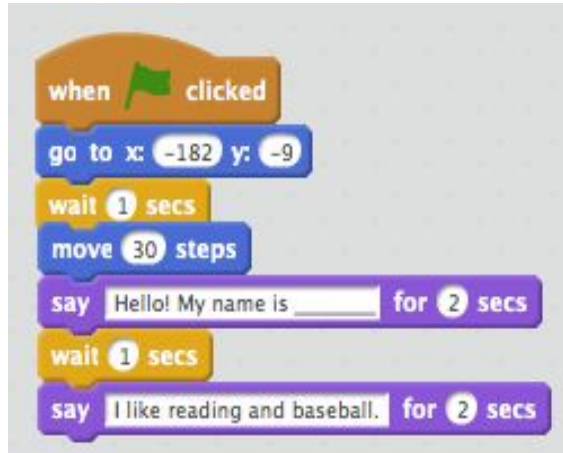 when clicked
go to x: -182 y: -9
wait 1 secs
move 30 steps
say Hello! My name is ________ for 2 secs
wait 1 secs
say I like reading and baseball. for 2 secs